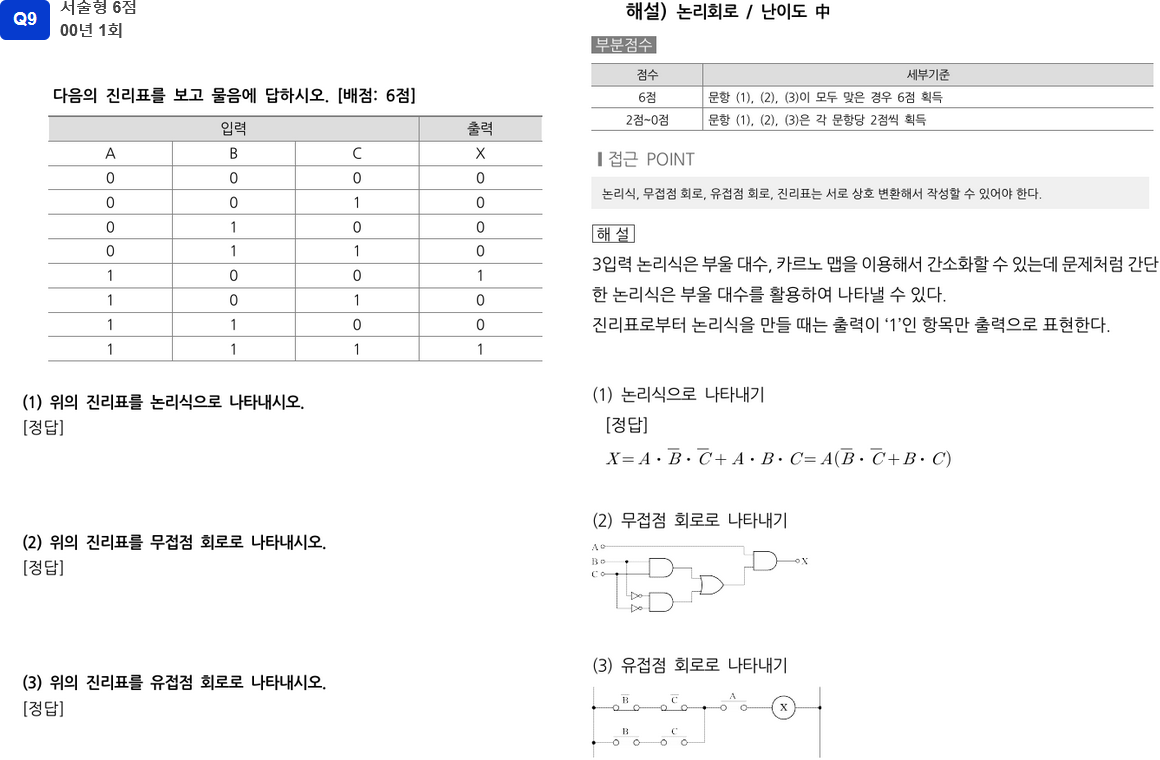 Q9
서술형 6점
00년 1회
다음의 진리표를 보고 물음에 답하시오. [배점: 6점]
입력 출력
A B C X
0 0 0 0
0 0 1 0
0 1 0 0
0 1 1 0
1 0 0 1
1 0 1 0
1 1 0 0
1 1 1 1
(1) 위의 진리표를 논리식으로 나타내시오.
[정답]
(2) 위의 진리표를 무접점 회로로 나타내시오.
[정답]
(3) 위의 진리표를 유접점 회로로 나타내시오.
[정답]
해설) 논리회로 / 난이도 中
부분점수
점수 세부기준
6점 문항 (1), (2), (3)이 모두 맞은 경우 6점 획득
2점~0점 문항 (1), (2), (3)은 각 문항당 2점씩 획득
접근 POINT
논리식, 무접점 회로, 유접점 회로, 진리표는 서로 상호 변환해서 작성할 수 있어야 한다.
해 설
3입력 논리식은 부울 대수, 카르노 맵을 이용해서 간소화할 수 있는데 문제처럼 간단
한 논리식은 부울 대수를 활용하여 나타낼 수 있다.
진리표로부터 논리식을 만들 때는 출력이 ‘1’인 항목만 출력으로 표현한다.
(1) 논리식으로 나타내기
[정답]
X = A · B̅ · C̅ + A · B · C = A(B̅ · C̅ + B · C)
(2) 무접점 회로로 나타내기
A
B
C
X
(3) 유접점 회로로 나타내기
B̅ C̅ A X
B C